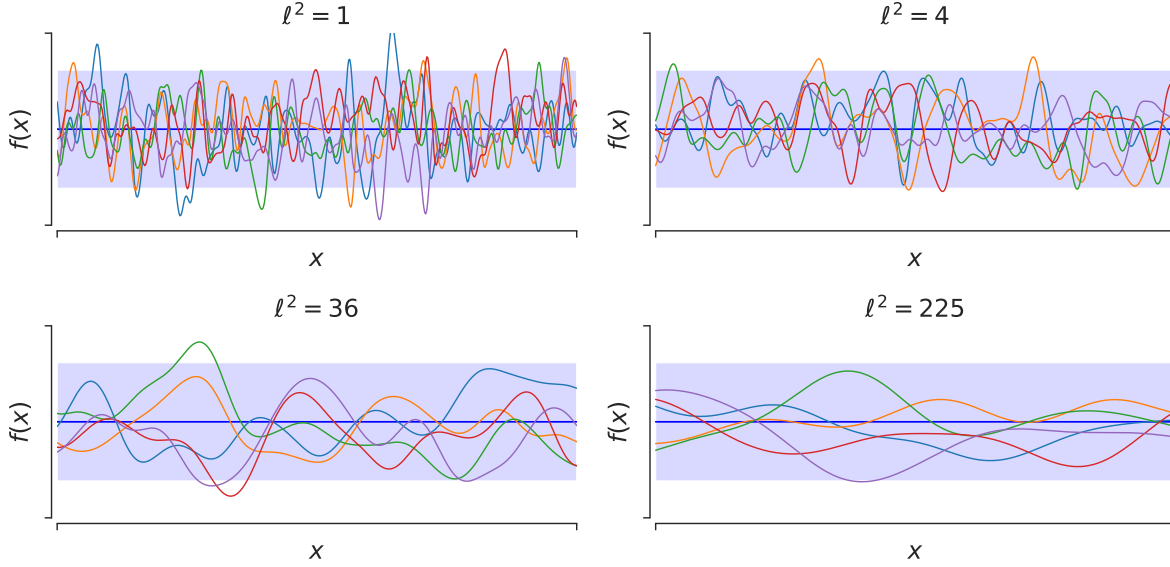 ℓ² = 1
f(x)
x
ℓ² = 4
f(x)
x
ℓ² = 36
f(x)
x
ℓ² = 225
f(x)
x